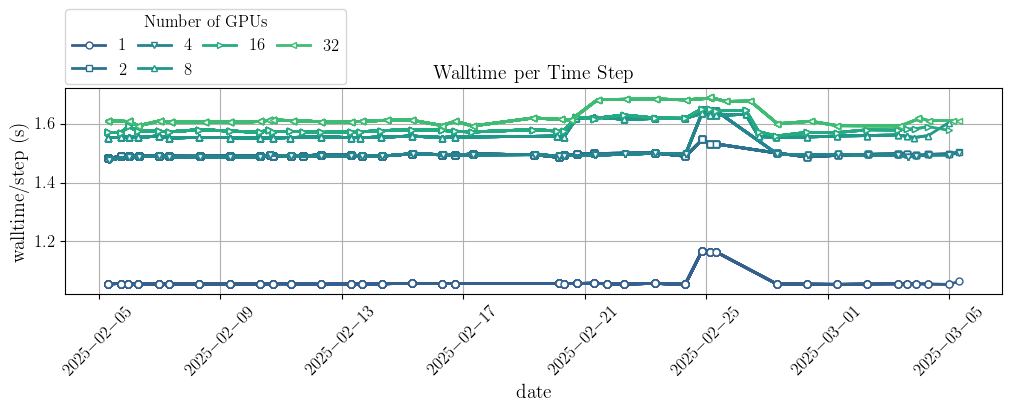 Number of GPUs
1 4 16 32
2 8
Walltime per Time Step
walltime/step (s)
1.6
1.4
1.2
2025−02−05 2025−02−09 2025−02−13 2025−02−17 2025−02−21 2025−02−25 2025−03−01 2025−03−05
date